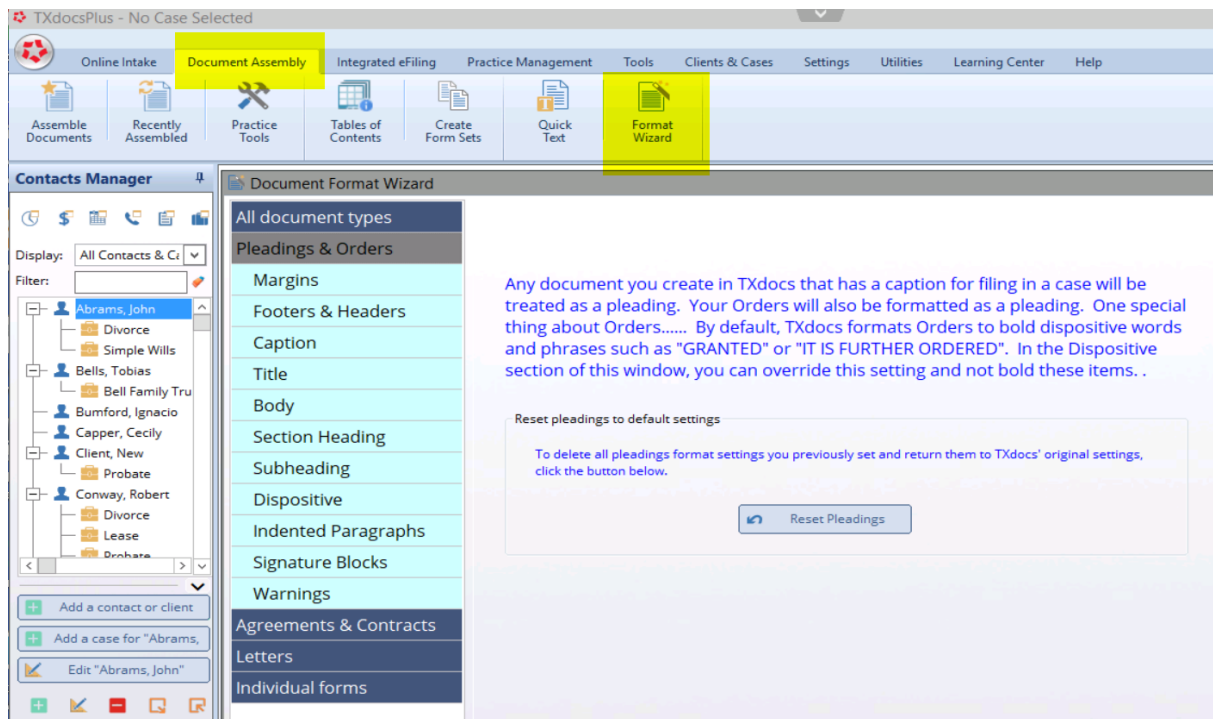 TXdocsPlus - No Case Selected
Online Intake Document Assembly Integrated eFiling Practice Management Tools Clients & Cases Settings Utilities Learning Center Help
Assemble Documents
Recently Assembled
Practice Tools
Tables of Contents
Create Form Sets
Quick Text
Format Wizard
Contacts Manager
Display: All Contacts & Ca
Filter:
Abrams, John
Divorce
Simple Wills
Bells, Tobias
Bell Family Tru
Bumford, Ignacio
Capper, Cecily
Client, New
Probate
Conway, Robert
Divorce
Lease
Probate
Add a contact or client
Add a case for "Abrams,
Edit "Abrams, John"
Document Format Wizard
All document types
Pleadings & Orders
Margins
Footers & Headers
Caption
Title
Body
Section Heading
Subheading
Dispositive
Indented Paragraphs
Signature Blocks
Warnings
Agreements & Contracts
Letters
Individual forms
Any document you create in TXdocs that has a caption for filing in a case will be
treated as a pleading. Your Orders will also be formatted as a pleading. One special
thing about Orders...... By default, TXdocs formats Orders to bold dispositive words
and phrases such as "GRANTED" or "IT IS FURTHER ORDERED". In the Dispositive
section of this window, you can override this setting and not bold these items. .
Reset pleadings to default settings
To delete all pleadings format settings you previously set and return them to TXdocs' original settings,
click the button below.
Reset Pleadings